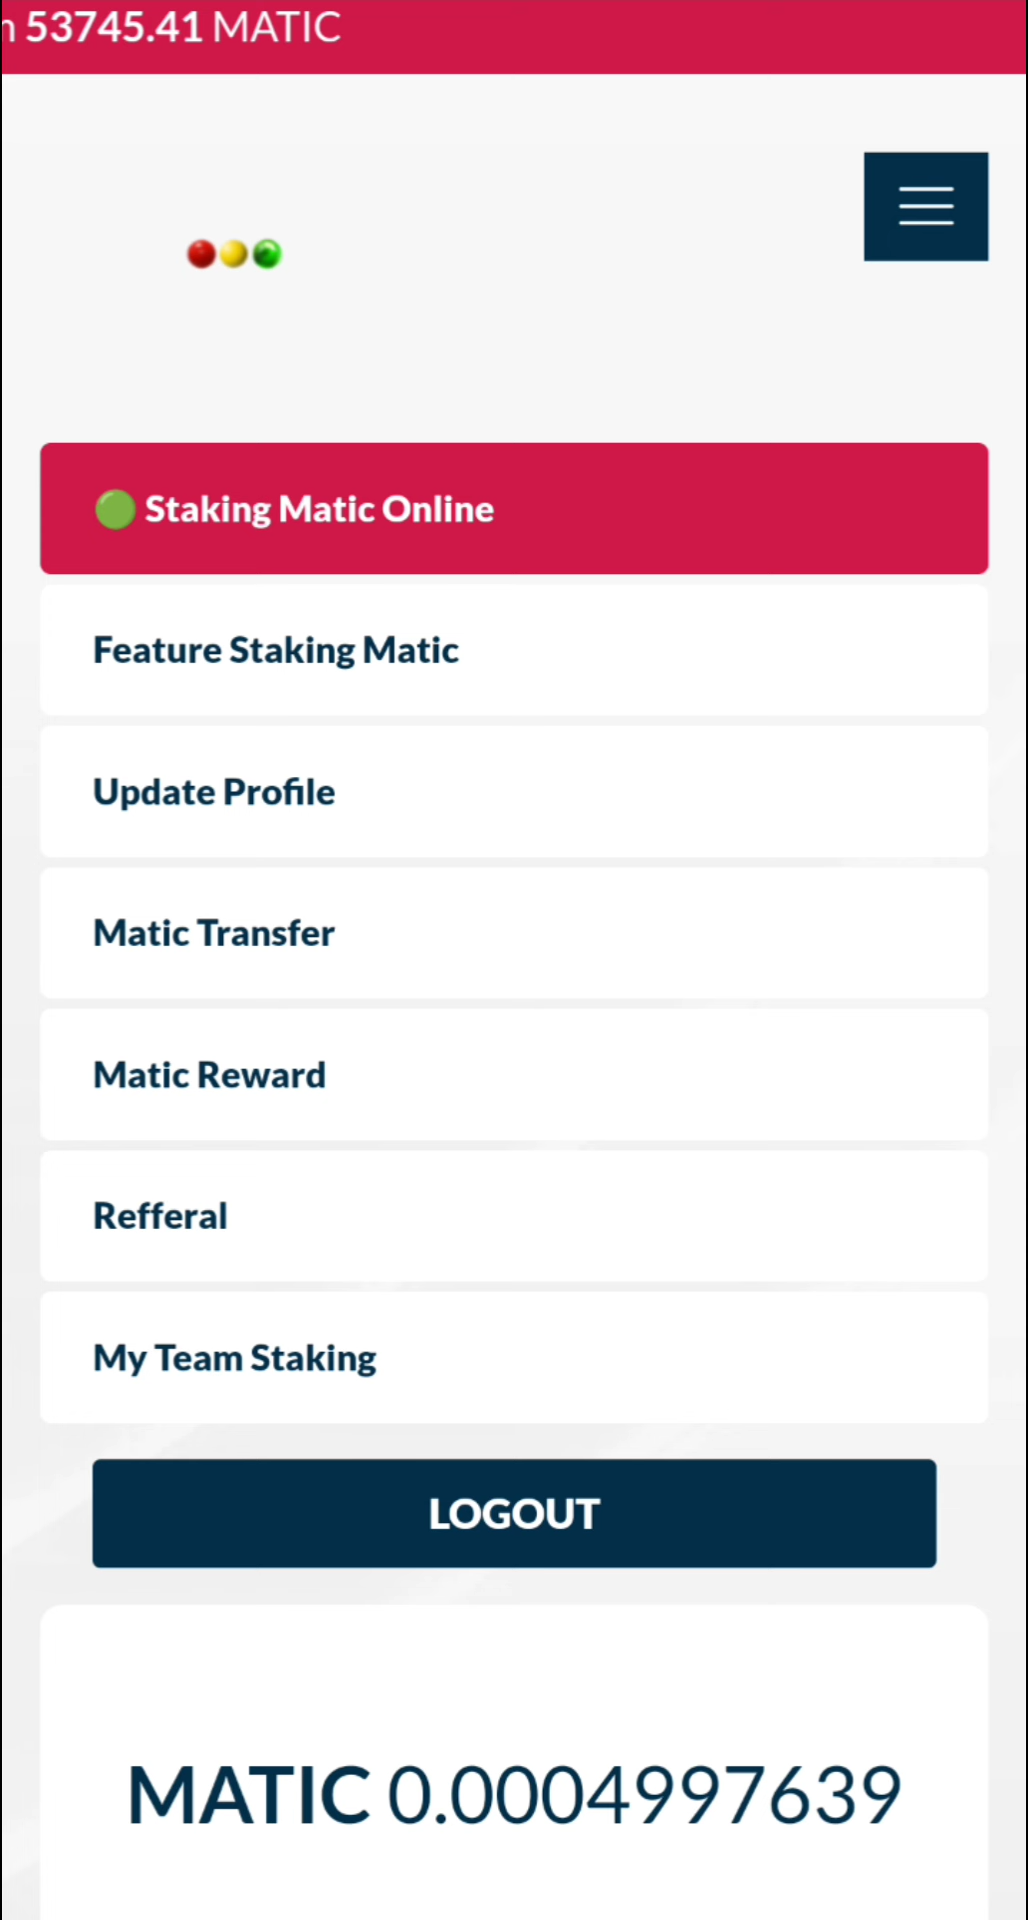 53745.41 MATIC
Staking Matic Online
Feature Staking Matic
Update Profile
Matic Transfer
Matic Reward
Refferal
My Team Staking
LOGOUT
MATIC 0.0004997639